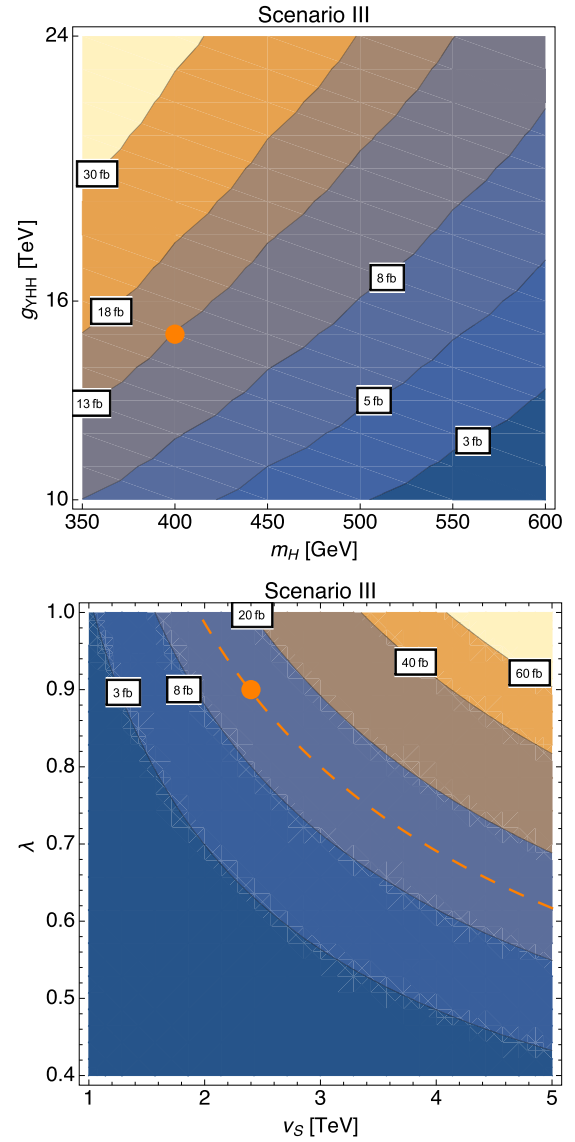 Scenario III
24
30 fb
g_YHH [TeV]
16
18 fb
8 fb
13 fb
5 fb
3 fb
10
350 400 450 500 550 600
m_H [GeV]
Scenario III
1.0
20 fb
40 fb
60 fb
0.9
3 fb
8 fb
0.8
λ
0.7
0.6
0.5
0.4
1 2 3 4 5
v_S [TeV]